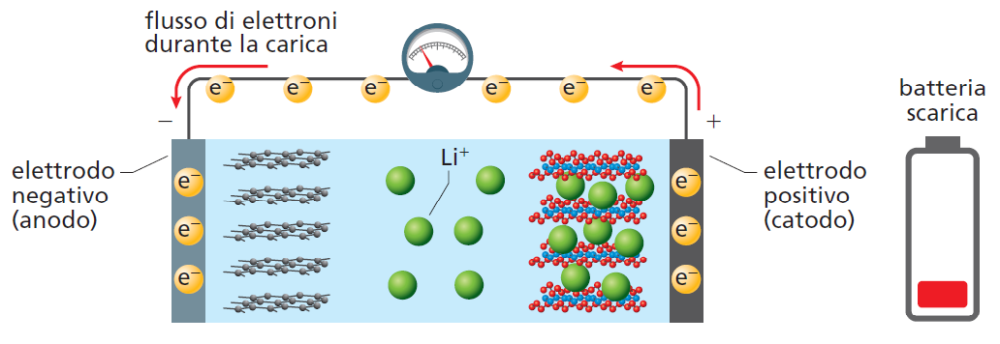 flusso di elettroni
durante la carica
e⁻ e⁻ e⁻ e⁻ e⁻ e⁻
− +
batteria
scarica
elettrodo
negativo
(anodo)
e⁻
e⁻
e⁻
Li⁺
e⁻
e⁻
e⁻
elettrodo
positivo
(catodo)